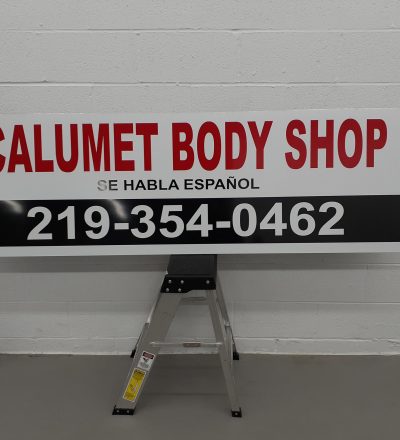 CALUMET BODY SHOP
SE HABLA ESPAÑOL
219-354-0462